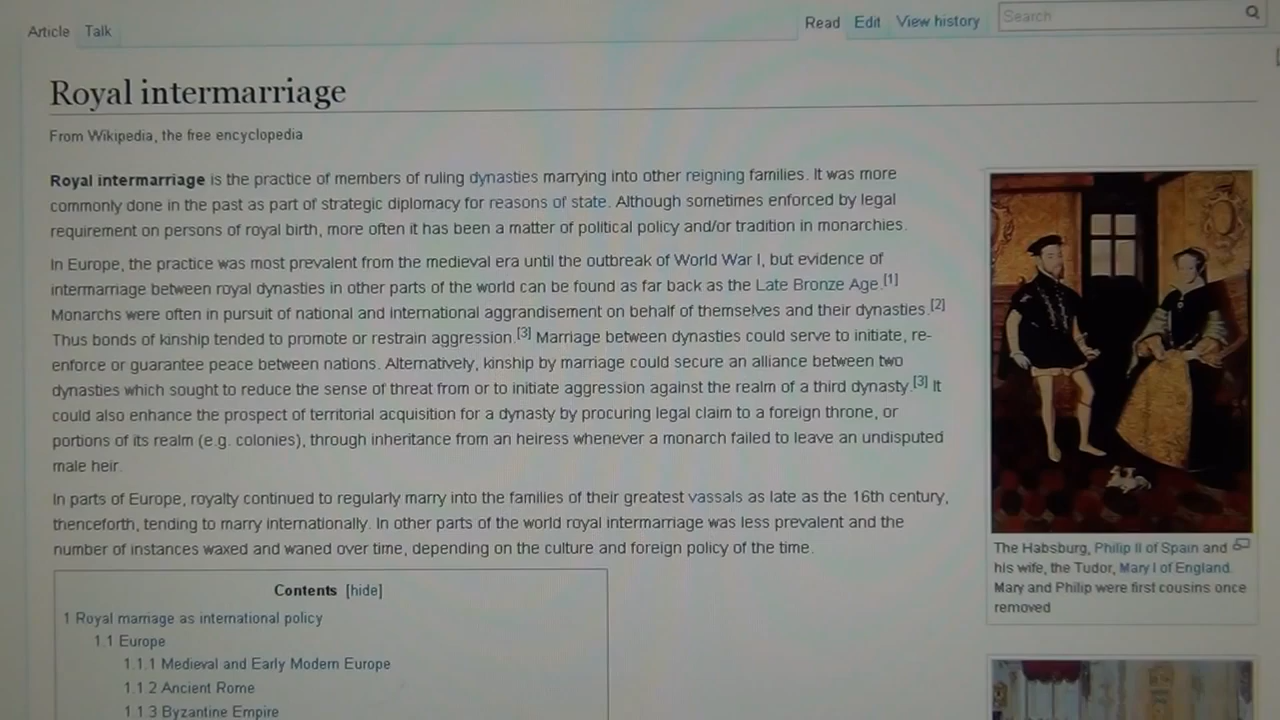 Article Talk
Read Edit View history Search
Royal intermarriage
From Wikipedia, the free encyclopedia
Royal intermarriage is the practice of members of ruling dynasties marrying into other reigning families. It was more
commonly done in the past as part of strategic diplomacy for reasons of state. Although sometimes enforced by legal
requirement on persons of royal birth, more often it has been a matter of political policy and/or tradition in monarchies.
In Europe, the practice was most prevalent from the medieval era until the outbreak of World War I, but evidence of
intermarriage between royal dynasties in other parts of the world can be found as far back as the Late Bronze Age.[1]
Monarchs were often in pursuit of national and international aggrandisement on behalf of themselves and their dynasties.[2]
Thus bonds of kinship tended to promote or restrain aggression.[3] Marriage between dynasties could serve to initiate, re-
enforce or guarantee peace between nations. Alternatively, kinship by marriage could secure an alliance between two
dynasties which sought to reduce the sense of threat from or to initiate aggression against the realm of a third dynasty.[3] It
could also enhance the prospect of territorial acquisition for a dynasty by procuring legal claim to a foreign throne, or
portions of its realm (e.g. colonies), through inheritance from an heiress whenever a monarch failed to leave an undisputed
male heir.
In parts of Europe, royalty continued to regularly marry into the families of their greatest vassals as late as the 16th century,
thenceforth, tending to marry internationally. In other parts of the world royal intermarriage was less prevalent and the
number of instances waxed and waned over time, depending on the culture and foreign policy of the time.
The Habsburg, Philip II of Spain and
his wife, the Tudor, Mary I of England.
Mary and Philip were first cousins once
removed
Contents [hide]
1 Royal marriage as international policy
1.1 Europe
1.1.1 Medieval and Early Modern Europe
1.1.2 Ancient Rome
1.1.3 Byzantine Empire